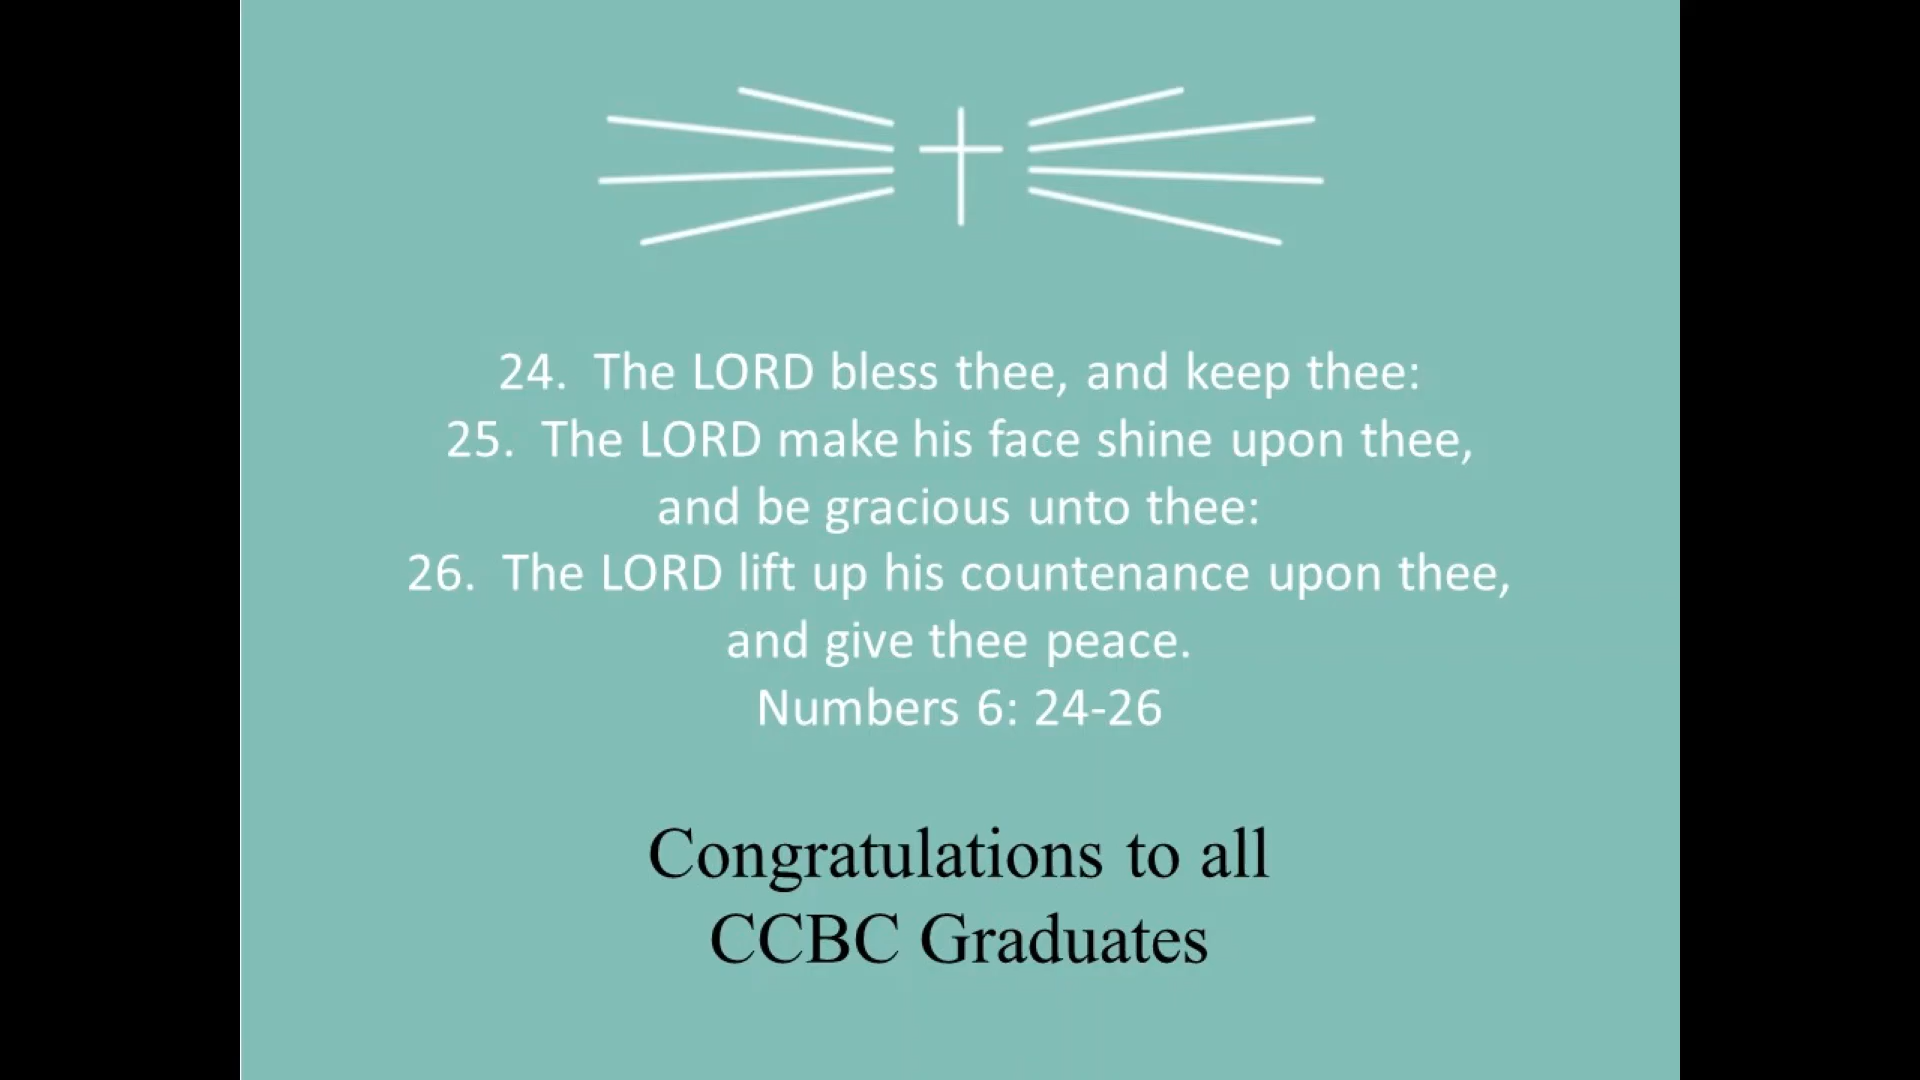 24.  The LORD bless thee, and keep thee:
25.  The LORD make his face shine upon thee,
and be gracious unto thee:
26.  The LORD lift up his countenance upon thee,
and give thee peace.
Numbers 6: 24-26
Congratulations to all
CCBC Graduates